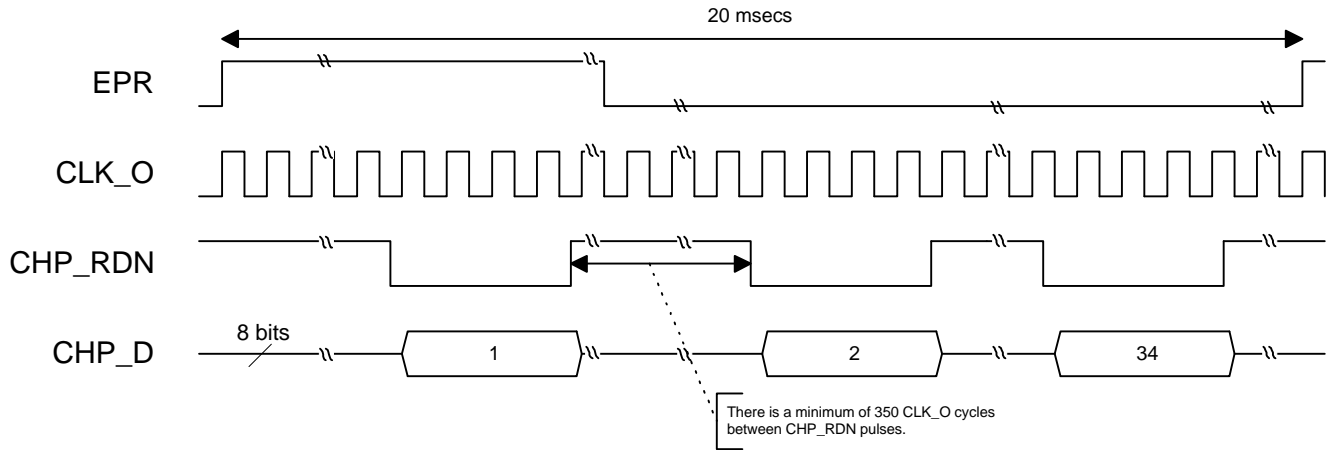 20 msecs
EPR
CLK_O
CHP_RDN
8 bits
CHP_D
1
2
34
There is a minimum of 350 CLK_O cycles
between CHP_RDN pulses.